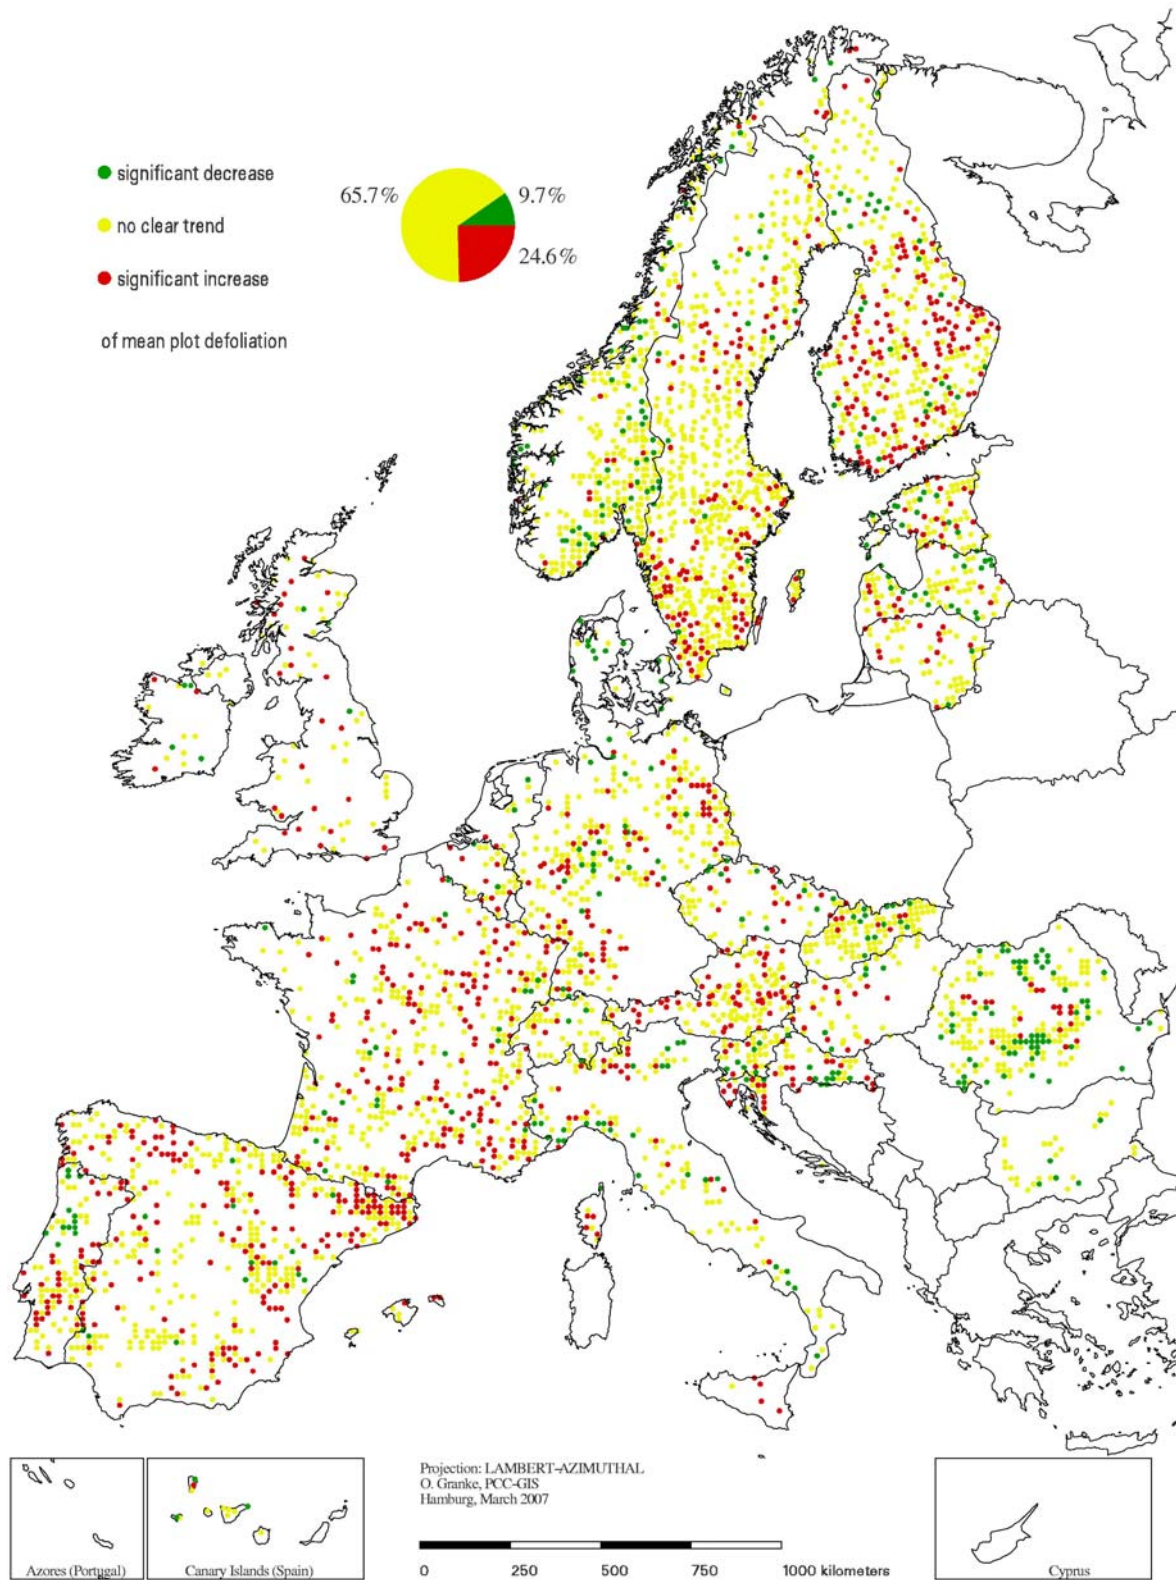 significant decrease
65.7%
9.7%
no clear trend
24.6%
significant increase
of mean plot defoliation
Projection: LAMBERT-AZIMUTHAL
O. Granke, PCC-GIS
Hamburg, March 2007
Azores (Portugal)
Canary Islands (Spain)
0 250 500 750 1000 kilometers
Cyprus